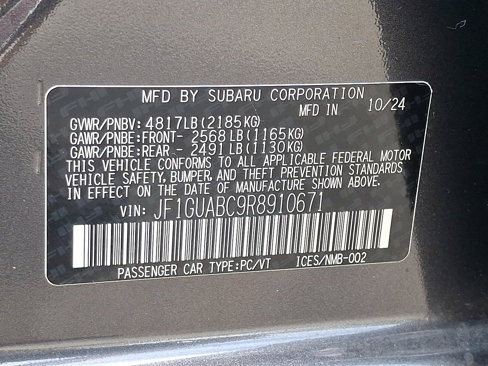 MFD BY SUBARU CORPORATION
MFD IN 10/24
GVWR/PNBV: 4817LB(2185KG)
GAWR/PNBE:FRONT- 2568LB(1165KG)
GAWR/PNBE:REAR - 2491LB(1130KG)
THIS VEHICLE CONFORMS TO ALL APPLICABLE FEDERAL MOTOR
VEHICLE SAFETY, BUMPER, AND THEFT PREVENTION STANDARDS
IN EFFECT ON THE DATE OF MANUFACTURE SHOWN ABOVE.
VIN: JF1GUABC9R8910671
PASSENGER CAR TYPE:PC/VT ICES/NMB-002